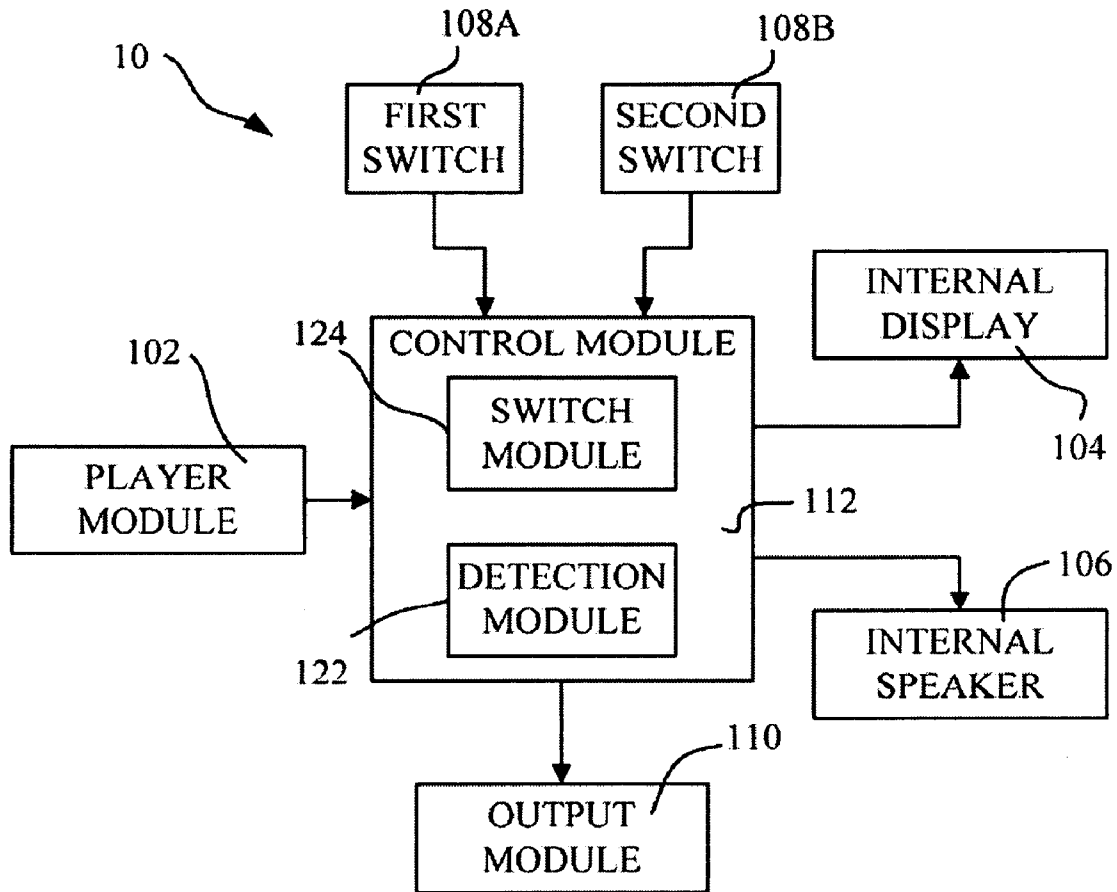 108A
108B
10
FIRST
SWITCH
SECOND
SWITCH
INTERNAL
DISPLAY
104
CONTROL MODULE
124
SWITCH
MODULE
102
PLAYER
MODULE
112
DETECTION
MODULE
122
106
INTERNAL
SPEAKER
110
OUTPUT
MODULE